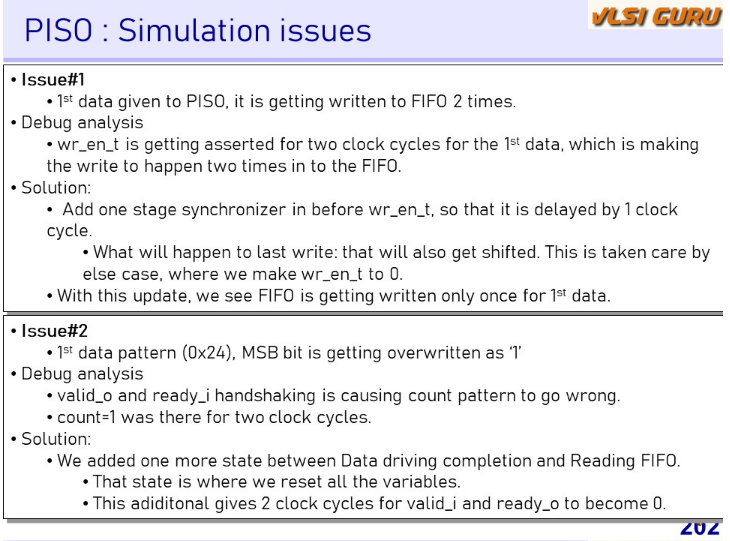 PISO : Simulation issues
VLSI GURU
• Issue#1
• 1st data given to PISO, it is getting written to FIFO 2 times.
• Debug analysis
• wr_en_t is getting asserted for two clock cycles for the 1st data, which is making
the write to happen two times in to the FIFO.
• Solution:
• Add one stage synchronizer in before wr_en_t, so that it is delayed by 1 clock
cycle.
• What will happen to last write: that will also get shifted. This is taken care by
else case, where we make wr_en_t to 0.
• With this update, we see FIFO is getting written only once for 1st data.
• Issue#2
• 1st data pattern (0x24), MSB bit is getting overwritten as '1'
• Debug analysis
• valid_o and ready_i handshaking is causing count pattern to go wrong.
• count=1 was there for two clock cycles.
• Solution:
• We added one more state between Data driving completion and Reading FIFO.
• That state is where we reset all the variables.
• This adiditonal gives 2 clock cycles for valid_i and ready_o to become 0.
202